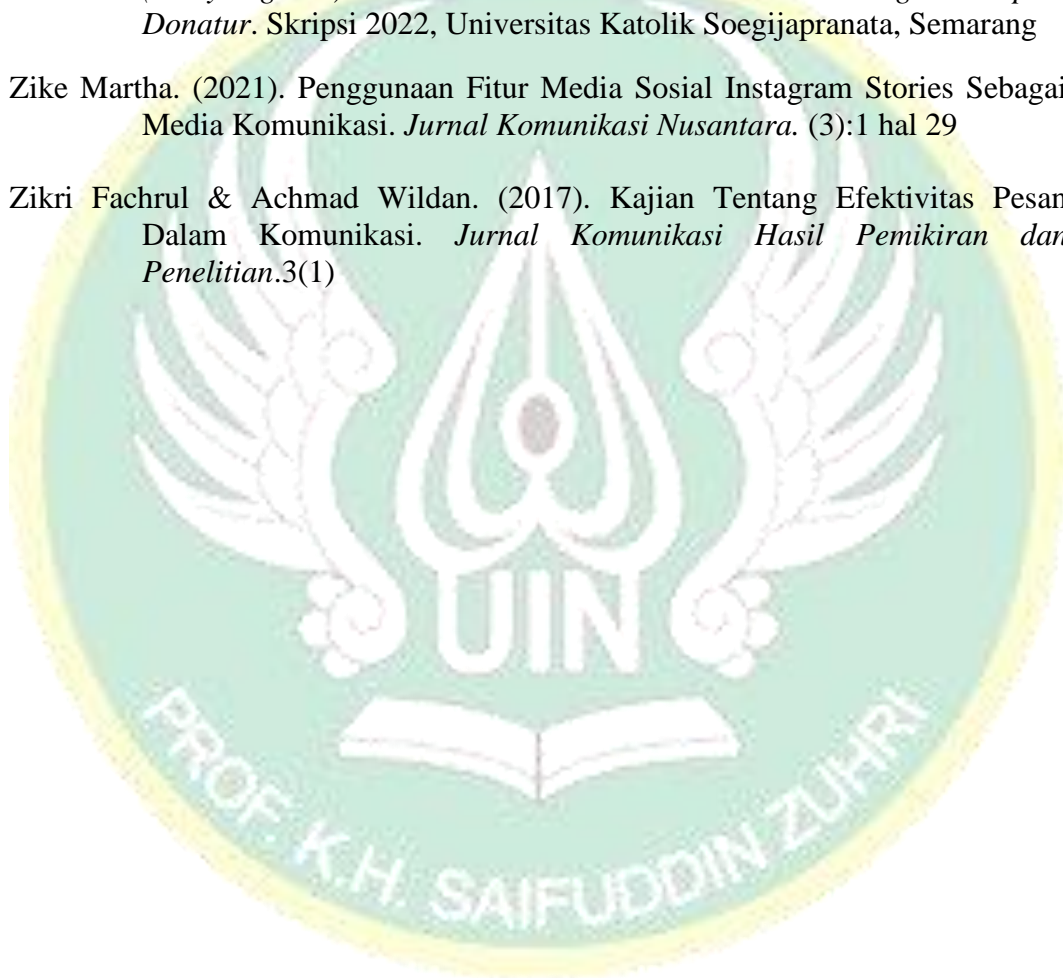 Donatur. Skripsi 2022, Universitas Katolik Soegijapranata, Semarang
Zike Martha. (2021). Penggunaan Fitur Media Sosial Instagram Stories Sebagai
Media Komunikasi. Jurnal Komunikasi Nusantara. (3):1 hal 29
Zikri Fachrul & Achmad Wildan. (2017). Kajian Tentang Efektivitas Pesan
Dalam Komunikasi. Jurnal Komunikasi Hasil Pemikiran dan
Penelitian.3(1)
UIN
PROF. K.H. SAIFUDDIN ZUHRI